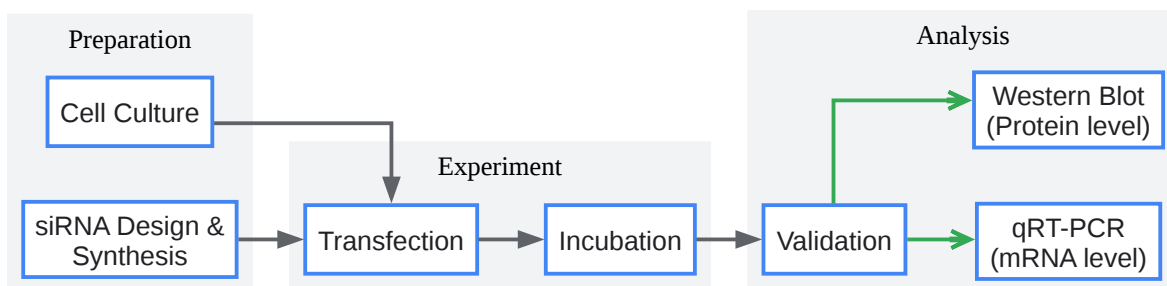 Preparation
Cell Culture
siRNA Design &
Synthesis
Experiment
Transfection
Incubation
Analysis
Validation
Western Blot
(Protein level)
qRT-PCR
(mRNA level)